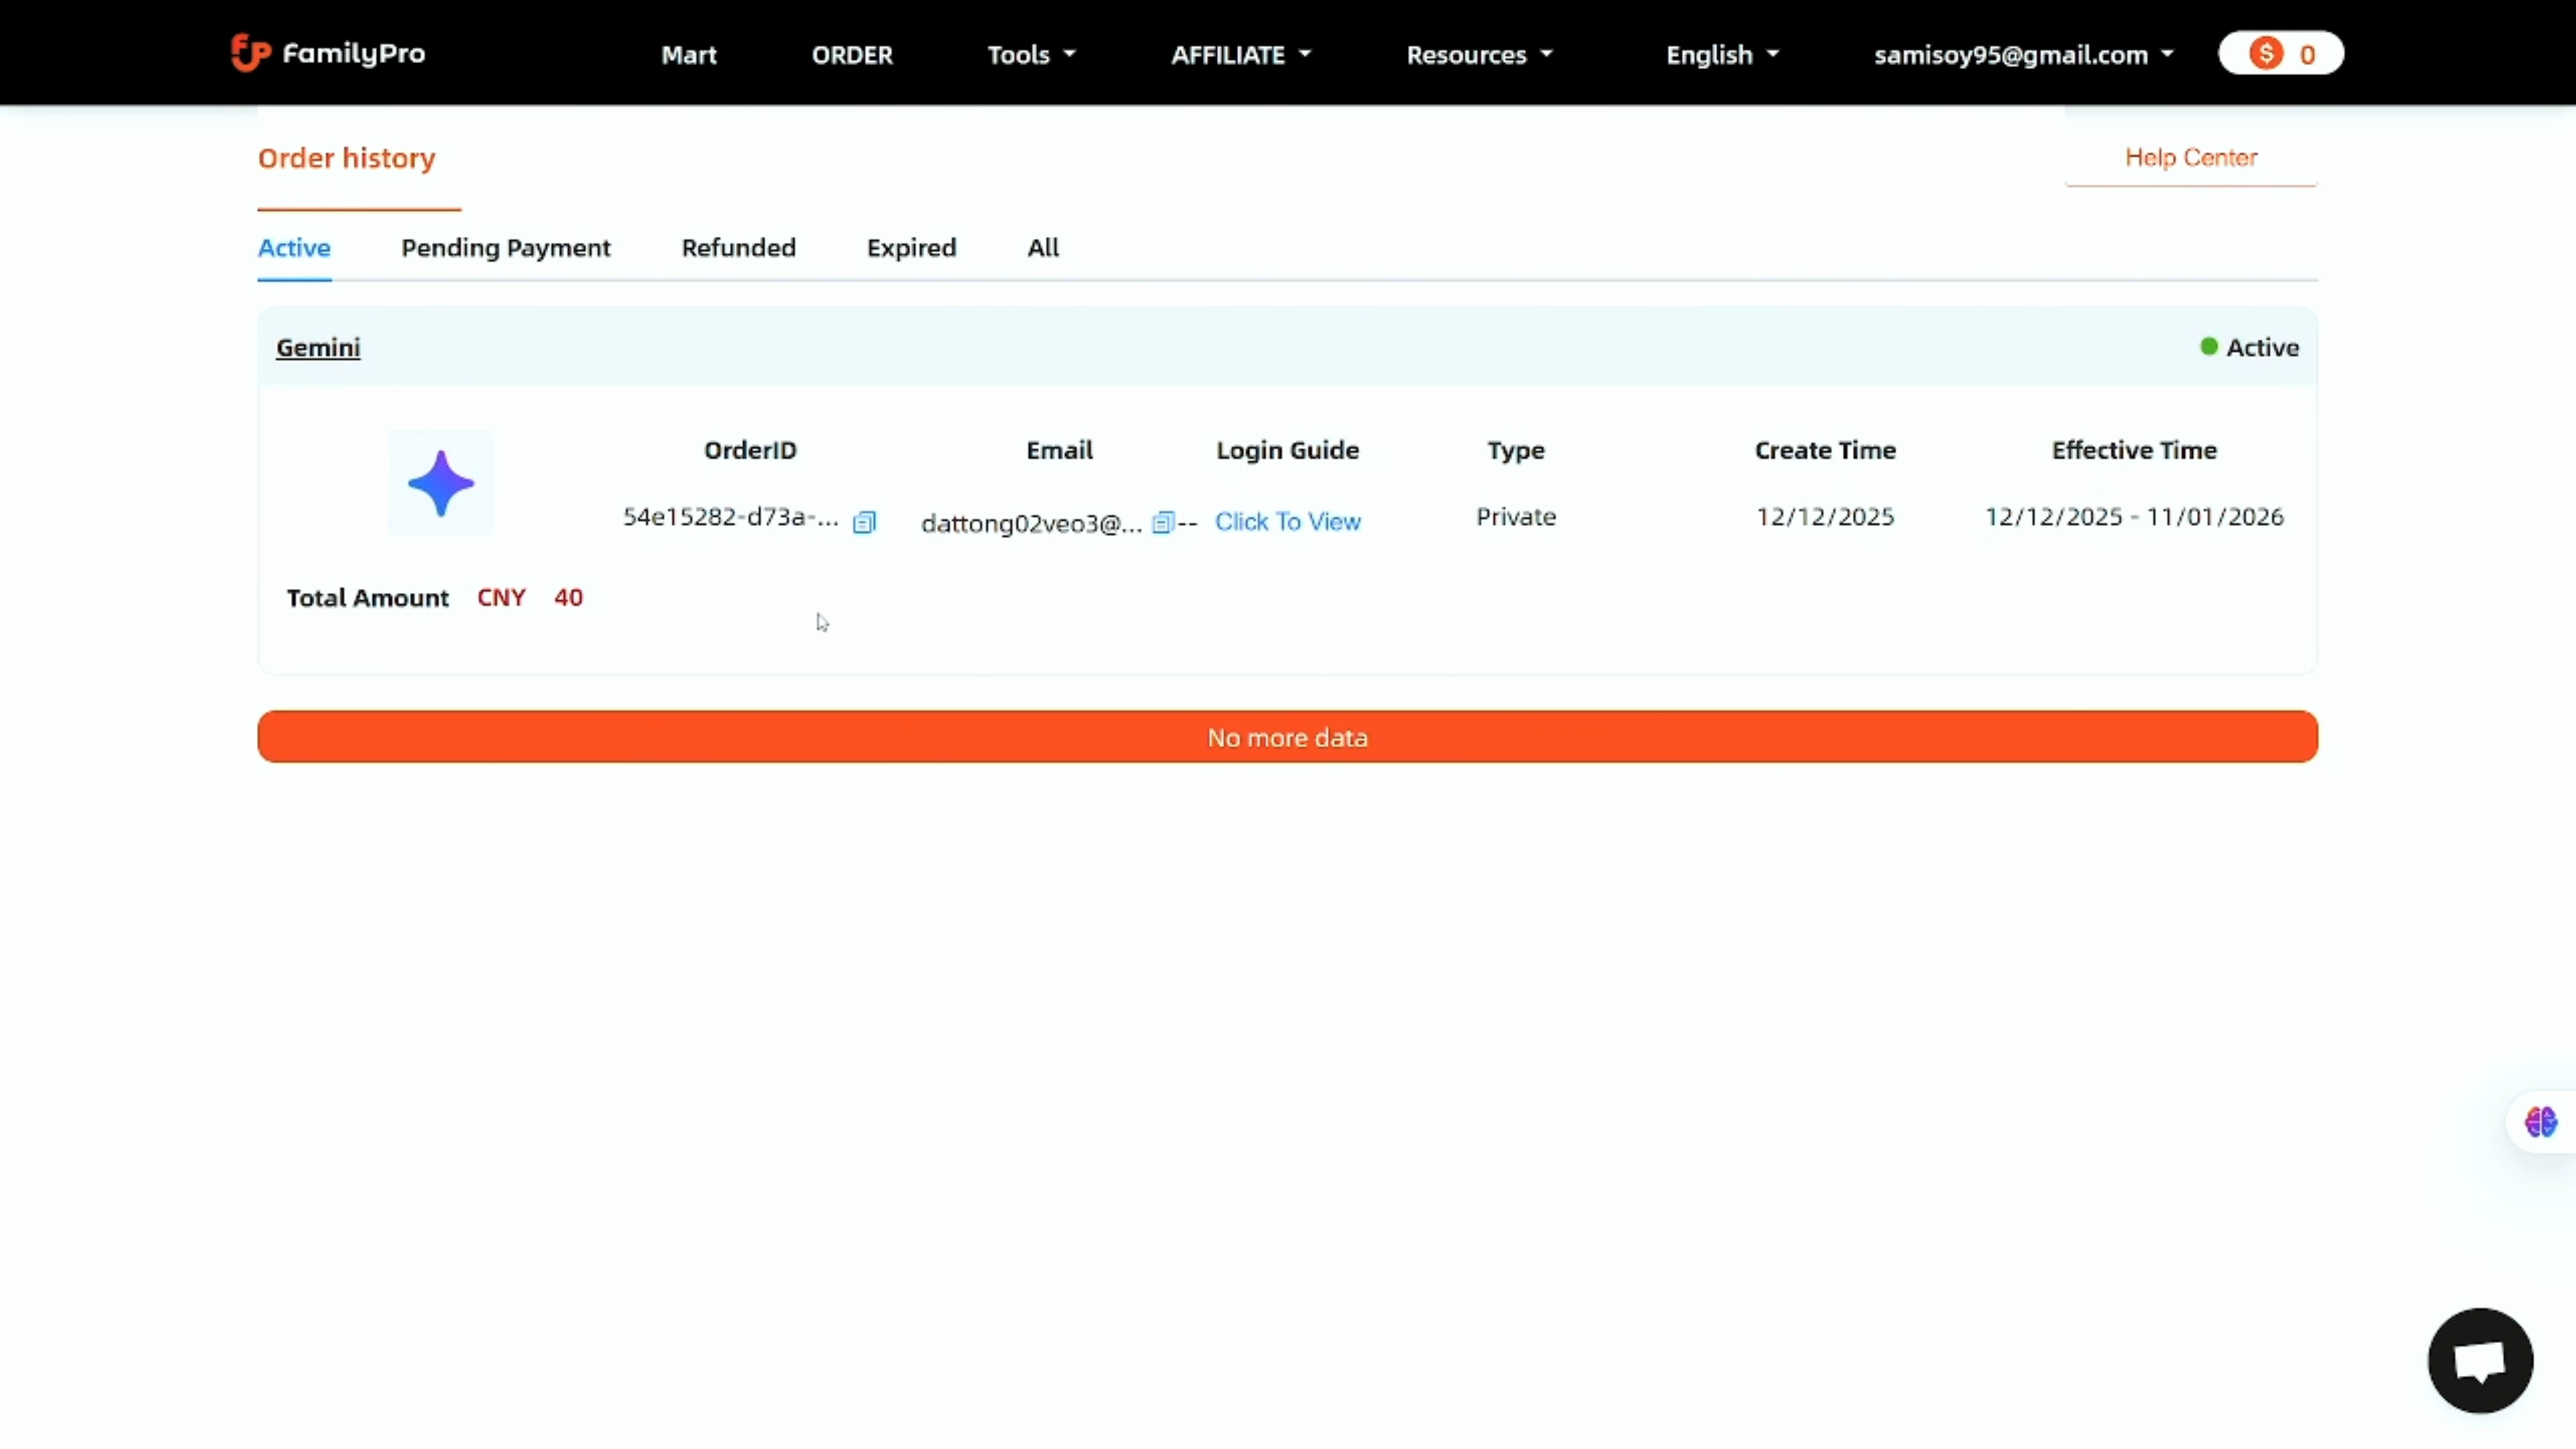 FamilyPro Mart ORDER Tools AFFILIATE Resources English samisoy95@gmail.com $ 0
Order history Help Center
Active Pending Payment Refunded Expired All
Gemini Active
OrderID Email Login Guide Type Create Time Effective Time
54e15282-d73a-... dattong02veo3@... -- Click To View Private 12/12/2025 12/12/2025 - 11/01/2026
Total Amount CNY 40
No more data